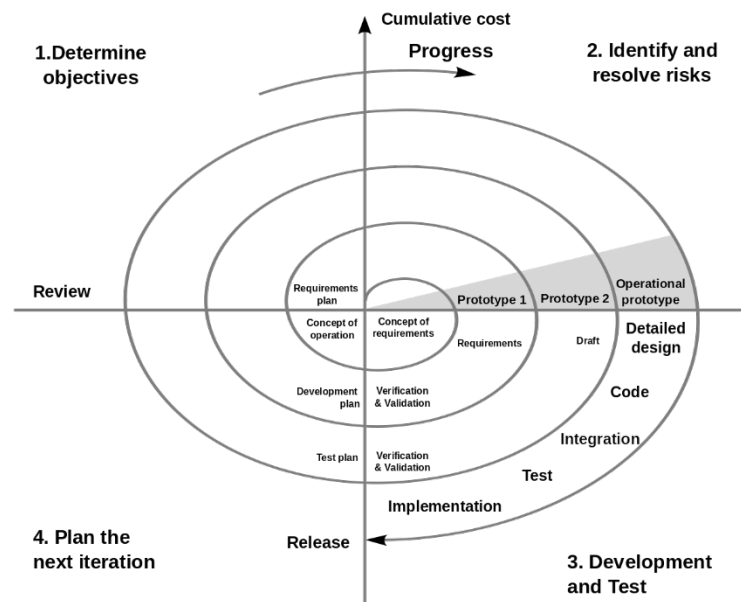 Cumulative cost
1.Determine
objectives
Progress
2. Identify and
resolve risks
Review
Requirements
plan
Prototype 1
Prototype 2
Operational
prototype
Concept of
operation
Concept of
requirements
Requirements
Draft
Detailed
design
Development
plan
Verification
& Validation
Code
Integration
Test plan
Verification
& Validation
Test
Implementation
4. Plan the
next iteration
Release
3. Development
and Test